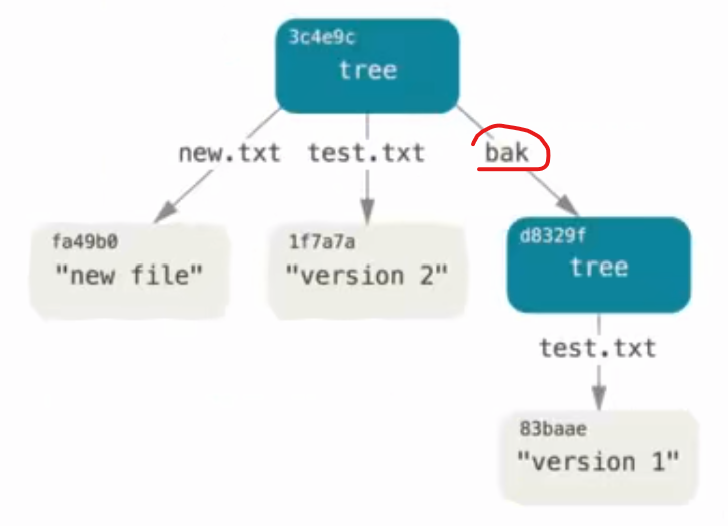 3c4e9c
tree
new.txt test.txt bak
fa49b0
"new file"
1f7a7a
"version 2"
d8329f
tree
test.txt
83baae
"version 1"